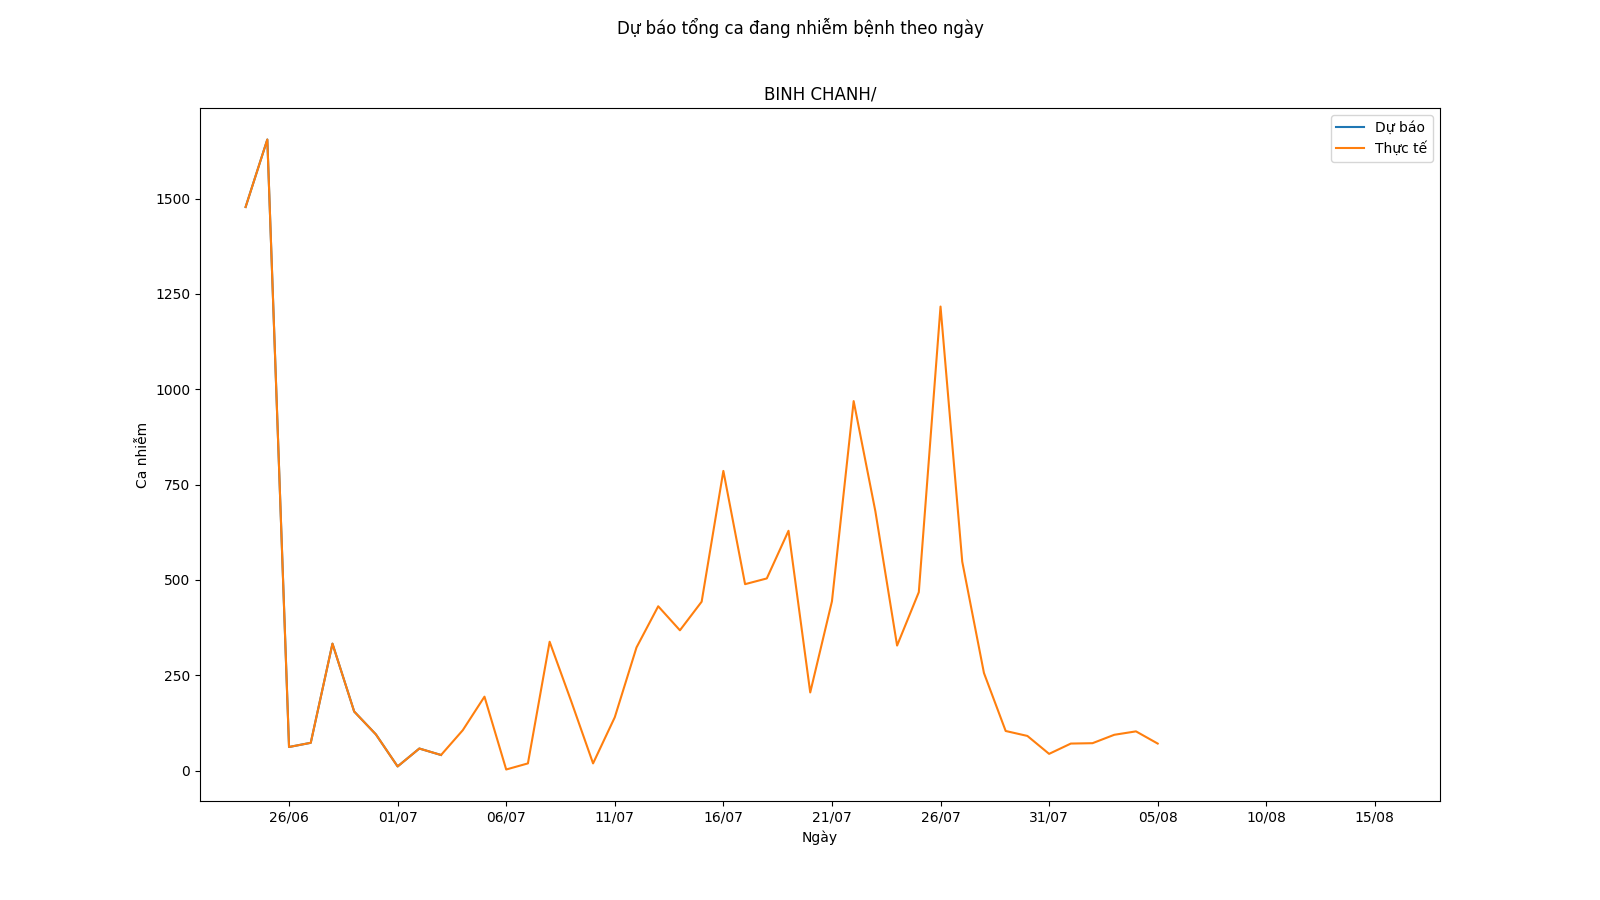 Dự báo tổng ca đang nhiễm bệnh theo ngày
BINH CHANH/
Dự báo
Thực tế
1500
1250
1000
750
500
250
0
Ca nhiễm
26/06 01/07 06/07 11/07 16/07 21/07 26/07 31/07 05/08 10/08 15/08
Ngày